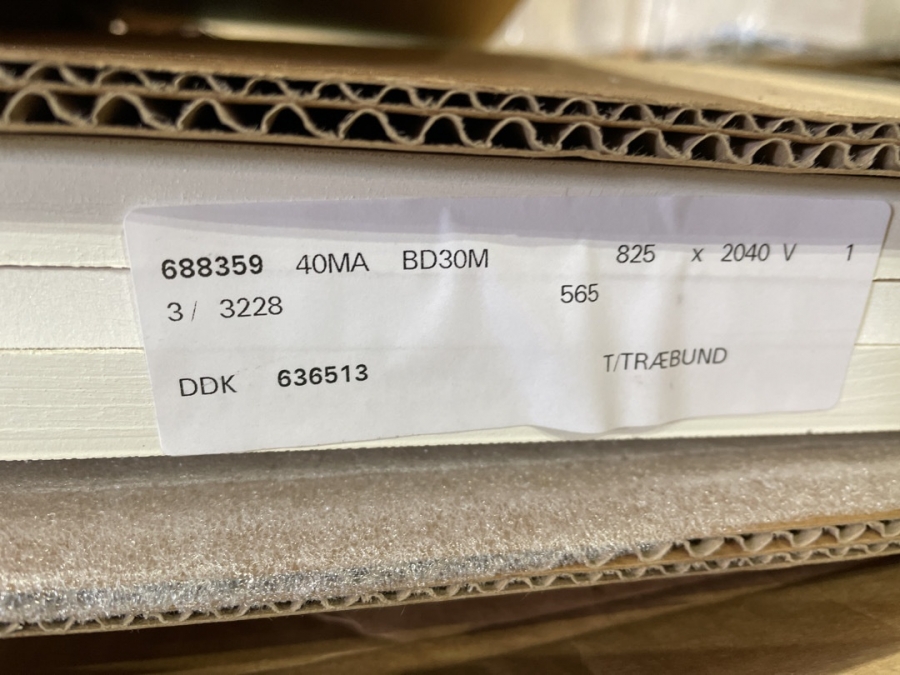 688359 40MA BD30M 825 x 2040 V 1
3/ 3228 565
DDK 636513 T/TRÆBUND